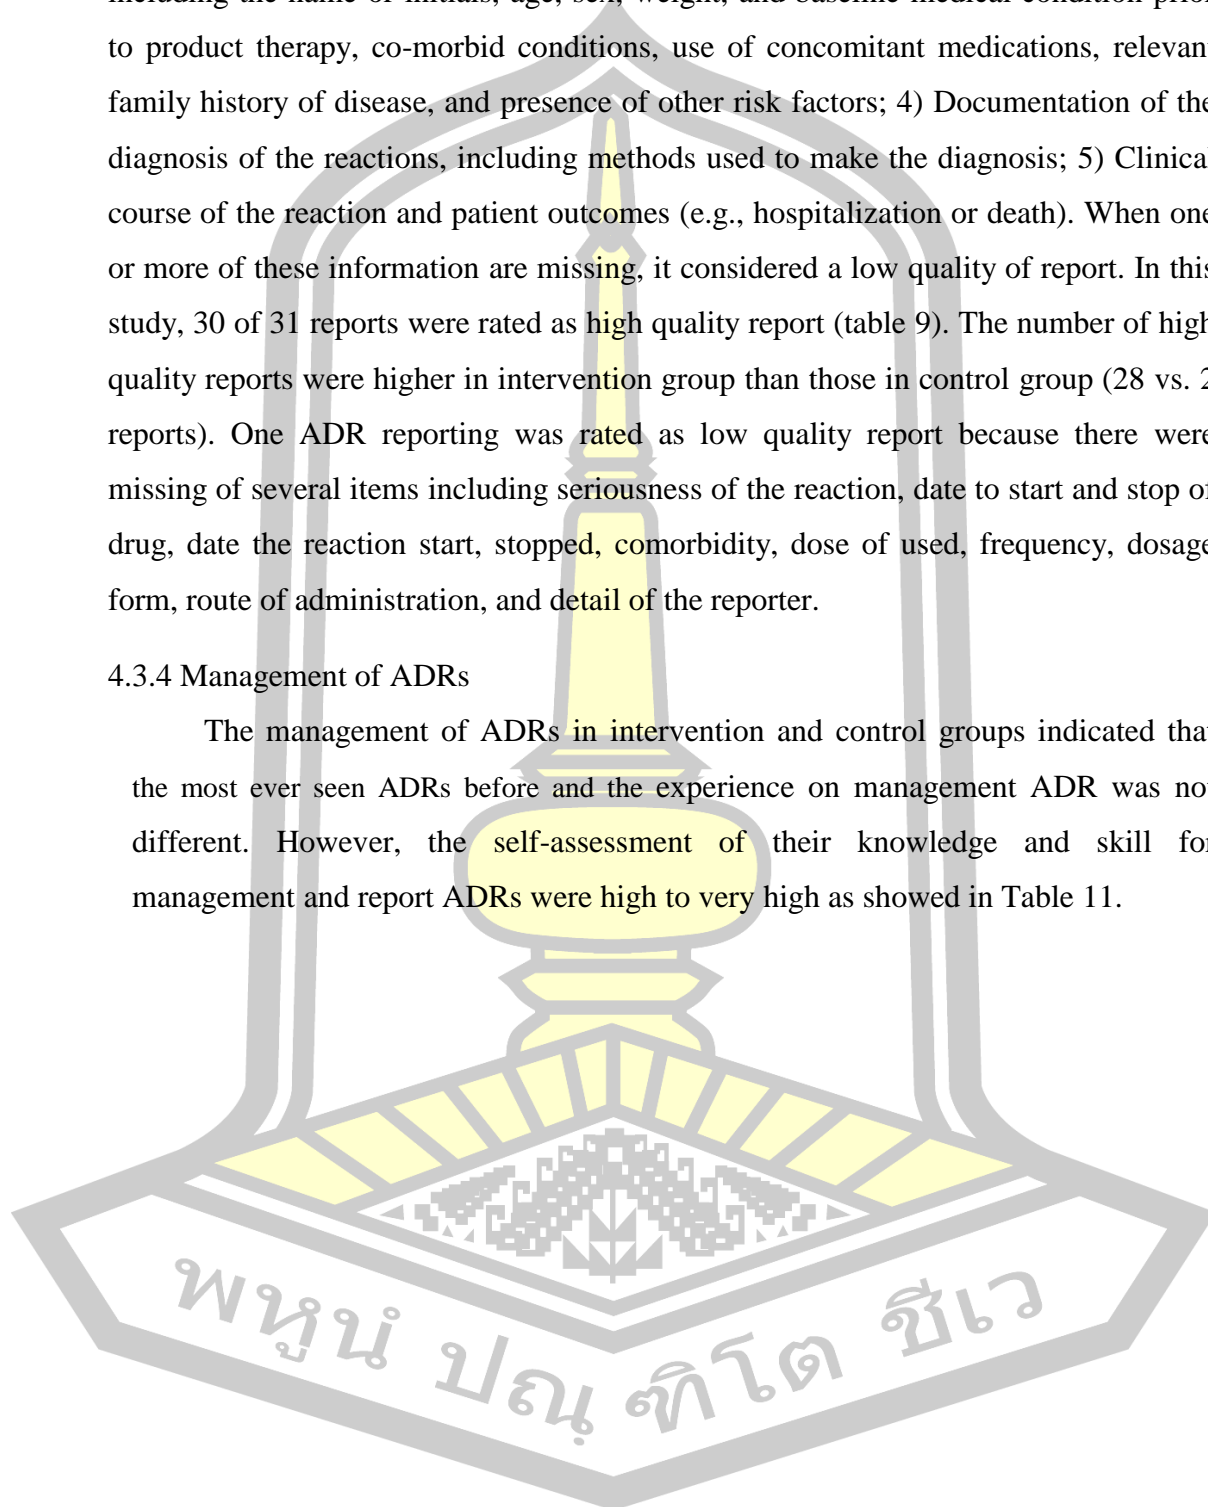 including the name or initials, age, sex, weight, and baseline medical condition prior
to product therapy, co-morbid conditions, use of concomitant medications, relevant
family history of disease, and presence of other risk factors; 4) Documentation of the
diagnosis of the reactions, including methods used to make the diagnosis; 5) Clinical
course of the reaction and patient outcomes (e.g., hospitalization or death). When one
or more of these information are missing, it considered a low quality of report. In this
study, 30 of 31 reports were rated as high quality report (table 9). The number of high
quality reports were higher in intervention group than those in control group (28 vs. 2
reports). One ADR reporting was rated as low quality report because there were
missing of several items including seriousness of the reaction, date to start and stop of
drug, date the reaction start, stopped, comorbidity, dose of used, frequency, dosage
form, route of administration, and detail of the reporter.
4.3.4 Management of ADRs
The management of ADRs in intervention and control groups indicated that
the most ever seen ADRs before and the experience on management ADR was not
different. However, the self-assessment of their knowledge and skill for
management and report ADRs were high to very high as showed in Table 11.
พหูนํ ปณฺฑิโต ชีเว